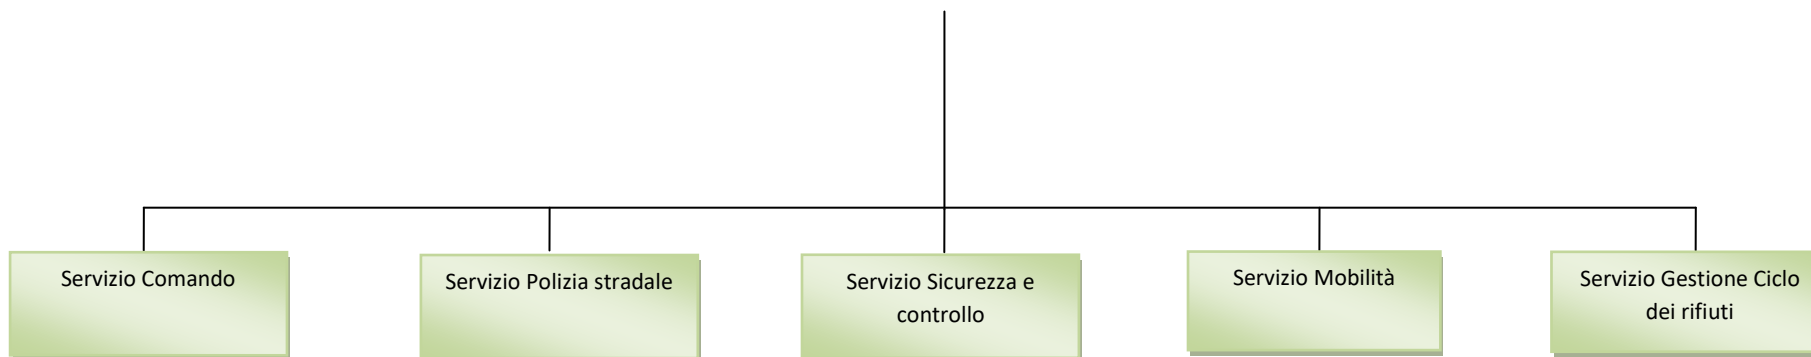 Servizio Comando
Servizio Polizia stradale
Servizio Sicurezza e
controllo
Servizio Mobilità
Servizio Gestione Ciclo
dei rifiuti